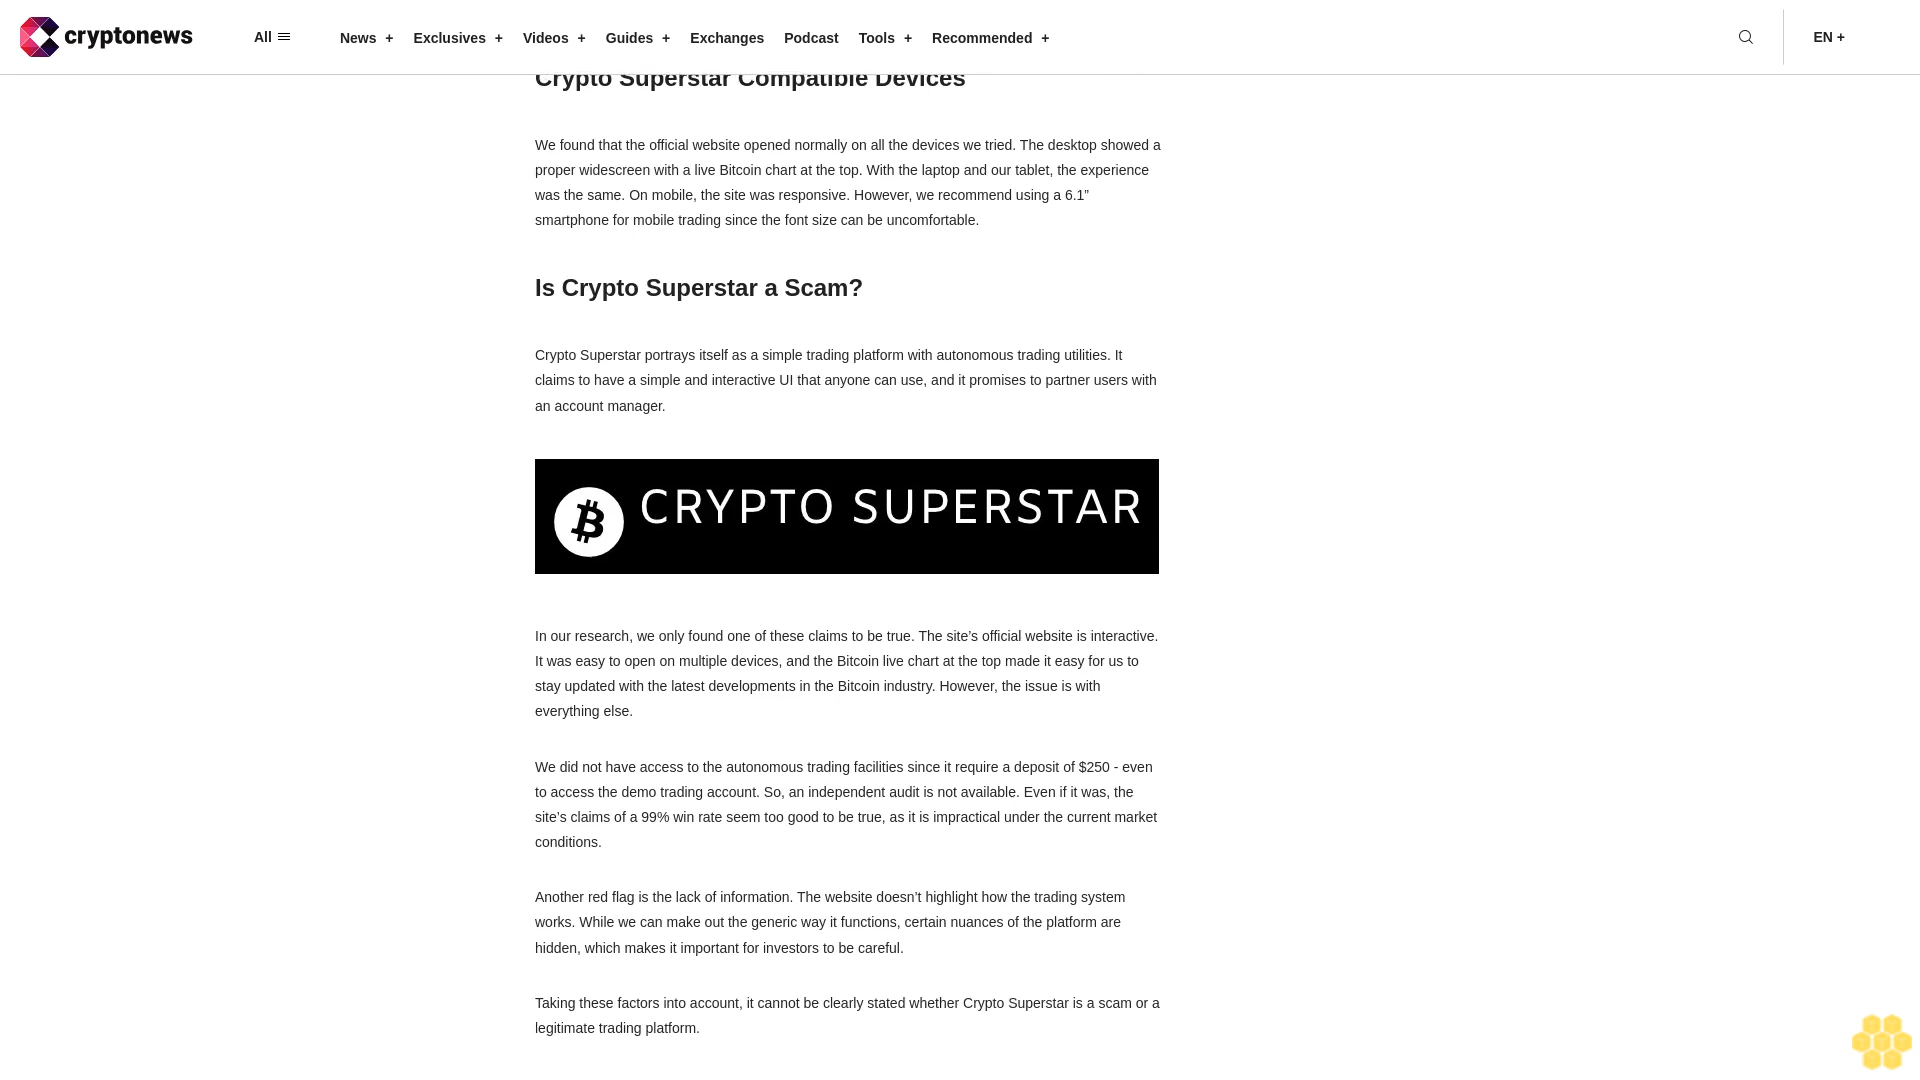 cryptonews
All
News +
Exclusives +
Videos +
Guides +
Exchanges
Podcast
Tools +
Recommended +
EN +
Crypto Superstar Compatible Devices
We found that the official website opened normally on all the devices we tried. The desktop showed a
proper widescreen with a live Bitcoin chart at the top. With the laptop and our tablet, the experience
was the same. On mobile, the site was responsive. However, we recommend using a 6.1”
smartphone for mobile trading since the font size can be uncomfortable.
Is Crypto Superstar a Scam?
Crypto Superstar portrays itself as a simple trading platform with autonomous trading utilities. It
claims to have a simple and interactive UI that anyone can use, and it promises to partner users with
an account manager.
CRYPTO SUPERSTAR
In our research, we only found one of these claims to be true. The site’s official website is interactive.
It was easy to open on multiple devices, and the Bitcoin live chart at the top made it easy for us to
stay updated with the latest developments in the Bitcoin industry. However, the issue is with
everything else.
We did not have access to the autonomous trading facilities since it require a deposit of $250 - even
to access the demo trading account. So, an independent audit is not available. Even if it was, the
site’s claims of a 99% win rate seem too good to be true, as it is impractical under the current market
conditions.
Another red flag is the lack of information. The website doesn’t highlight how the trading system
works. While we can make out the generic way it functions, certain nuances of the platform are
hidden, which makes it important for investors to be careful.
Taking these factors into account, it cannot be clearly stated whether Crypto Superstar is a scam or a
legitimate trading platform.